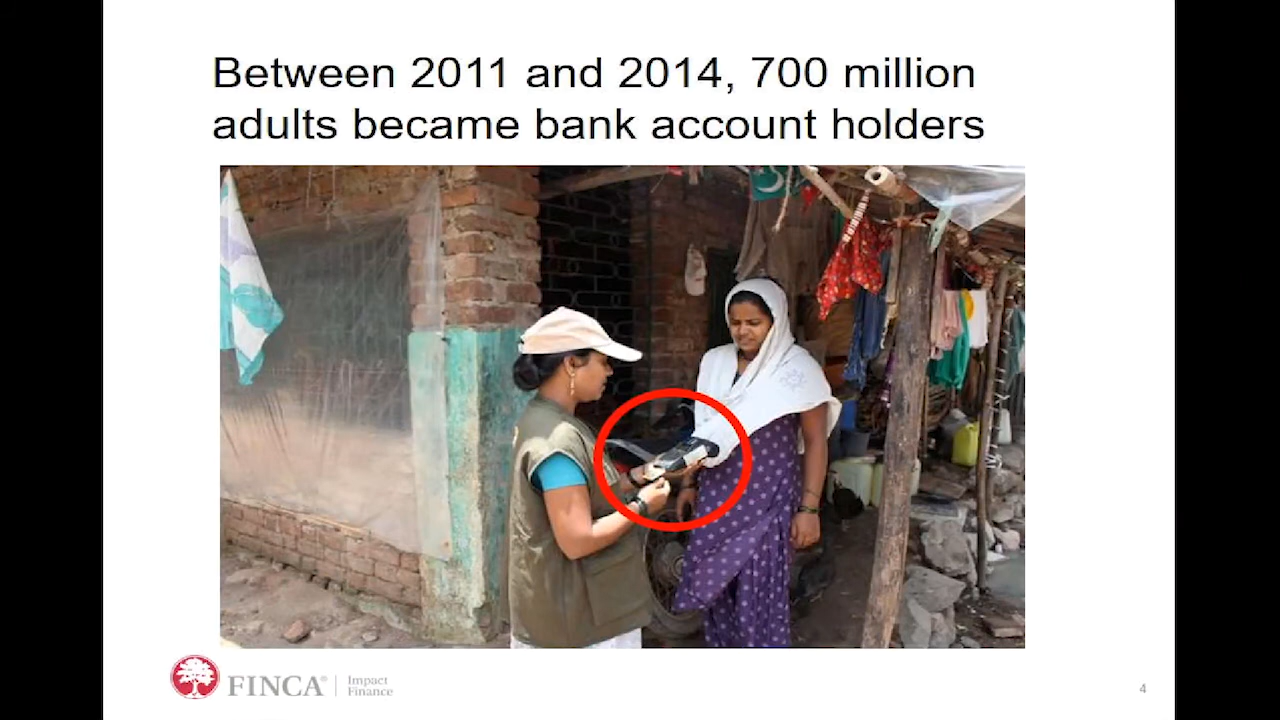 Between 2011 and 2014, 700 million
adults became bank account holders
FINCA® | Impact
Finance
4